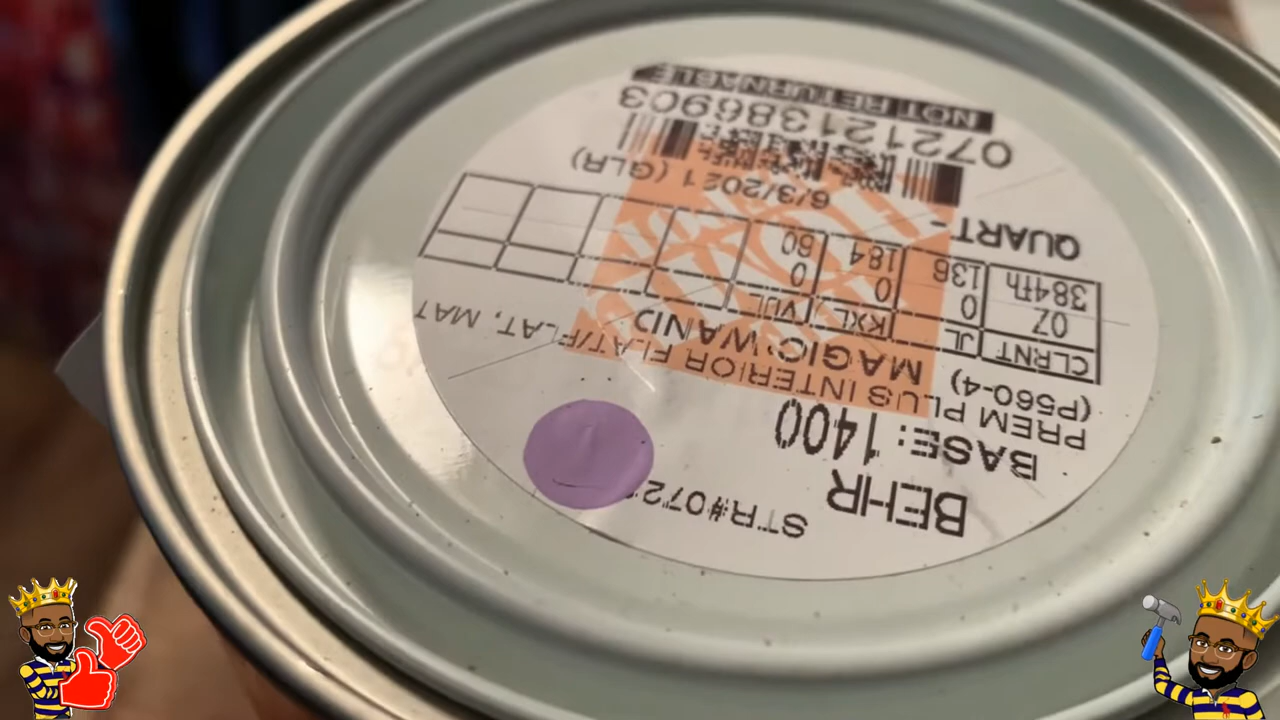 STR#072
BEHR
BASE: 1400
PREM PLUS INTERIOR FLAT/FLAT, MAT
(P560-4) MAGIC WAND
CLRNT JL KXL VUL
OZ 0 0 0
384th 136 184 60
QUART - 6/3/2021 (GLR)
072121386903
NOT RETURNABLE